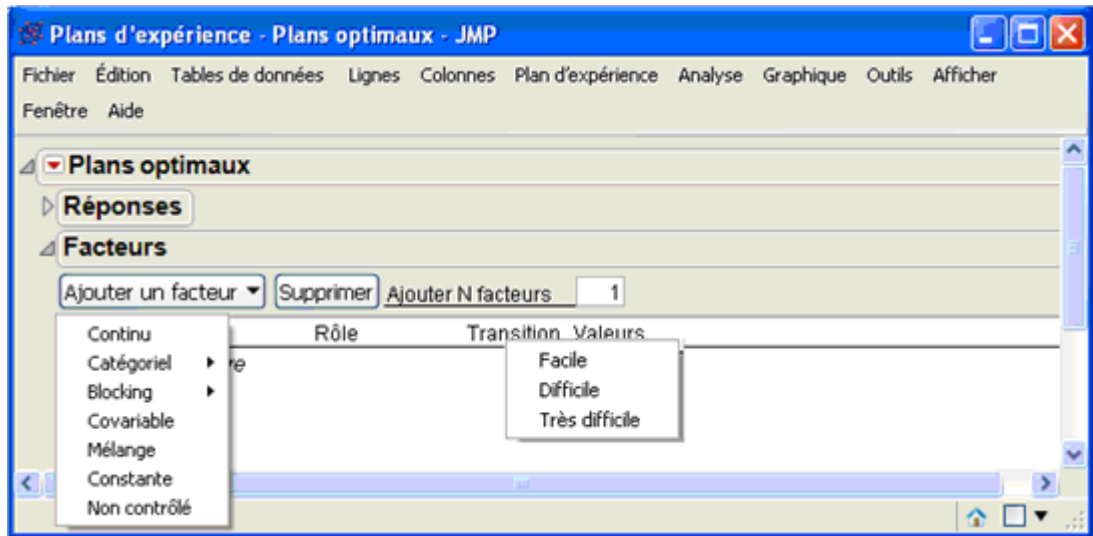 Plans d'expérience - Plans optimaux - JMP
Fichier Édition Tables de données Lignes Colonnes Plan d'expérience Analyse Graphique Outils Afficher
Fenêtre Aide
Plans optimaux
Réponses
Facteurs
Ajouter un facteur Supprimer Ajouter N facteurs 1
Rôle Transition Valeurs
Continu
Catégoriel
Blocking
Covariable
Mélange
Constante
Non contrôlé
Facile
Difficile
Très difficile